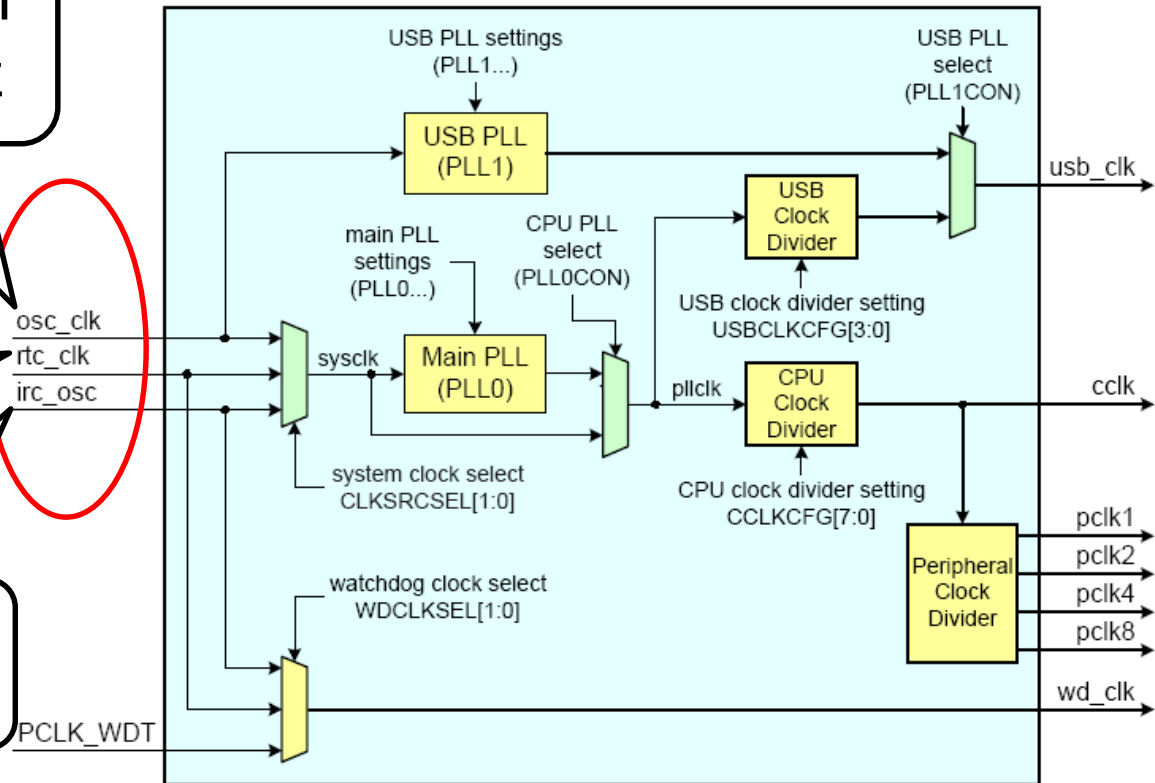 USB PLL settings
(PLL1...)
USB PLL
select
(PLL1CON)
USB PLL
(PLL1)
usb_clk
USB
Clock
Divider
main PLL
settings
(PLL0...)
CPU PLL
select
(PLL0CON)
USB clock divider setting
USBCLKCFG[3:0]
osc_clk
rtc_clk
irc_osc
sysclk
Main PLL
(PLL0)
pllclk
CPU
Clock
Divider
cclk
system clock select
CLKSRCSEL[1:0]
CPU clock divider setting
CCLKCFG[7:0]
pclk1
pclk2
pclk4
pclk8
Peripheral
Clock
Divider
watchdog clock select
WDCLKSEL[1:0]
wd_clk
PCLK_WDT